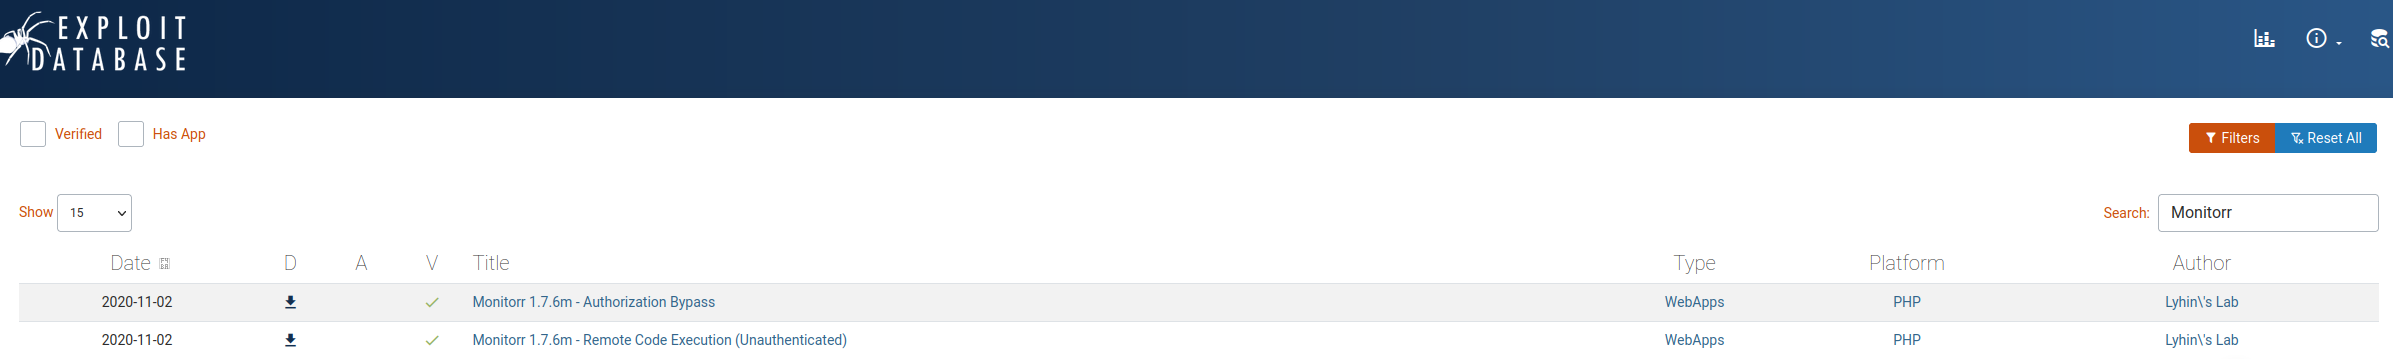 EXPLOIT
DATABASE
Verified Has App
Filters Reset All
Show 15 Search: Monitorr
Date D A V Title Type Platform Author
2020-11-02 Monitorr 1.7.6m - Authorization Bypass WebApps PHP Lyhin\'s Lab
2020-11-02 Monitorr 1.7.6m - Remote Code Execution (Unauthenticated) WebApps PHP Lyhin\'s Lab